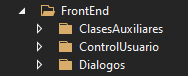 FrontEnd
ClasesAuxiliares
ControlUsuario
Dialogos